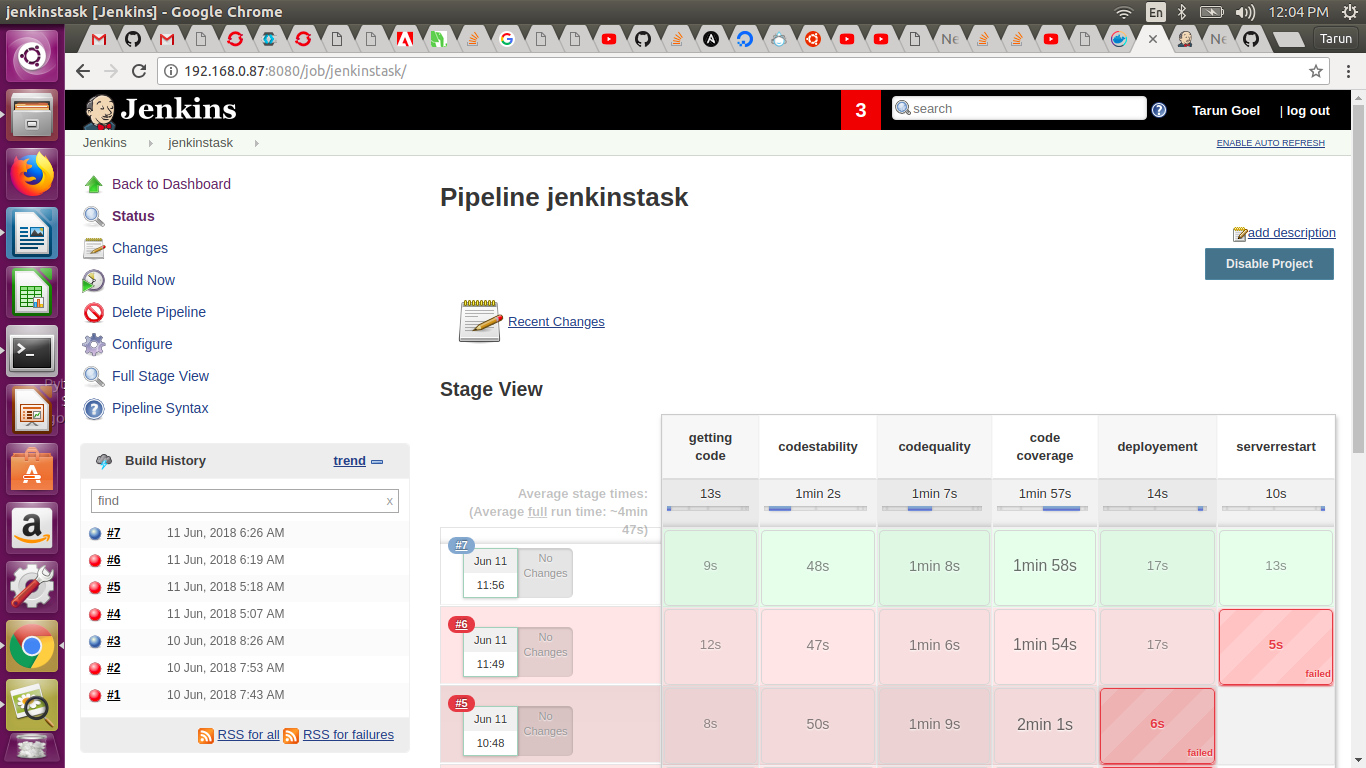 jenkinstask [Jenkins] - Google Chrome
En
12:04 PM
Ne
Ne
Tarun
192.168.0.87:8080/job/jenkinstask/
Jenkins
3
search
Tarun Goel
| log out
Jenkins
jenkinstask
ENABLE AUTO REFRESH
Back to Dashboard
Status
Changes
Build Now
Delete Pipeline
Configure
Full Stage View
Pipeline Syntax
Build History
trend
find
x
#7 11 Jun, 2018 6:26 AM
#6 11 Jun, 2018 6:19 AM
#5 11 Jun, 2018 5:18 AM
#4 11 Jun, 2018 5:07 AM
#3 10 Jun, 2018 8:26 AM
#2 10 Jun, 2018 7:53 AM
#1 10 Jun, 2018 7:43 AM
RSS for all
RSS for failures
Pipeline jenkinstask
add description
Disable Project
Recent Changes
Stage View
getting
code
codestability
codequality
code
coverage
deployement
serverrestart
Average stage times:
(Average full run time: ~4min
47s)
13s
1min 2s
1min 7s
1min 57s
14s
10s
#7
Jun 11
11:56
No
Changes
9s
48s
1min 8s
1min 58s
17s
13s
#6
Jun 11
11:49
No
Changes
12s
47s
1min 6s
1min 54s
17s
5s
failed
#5
Jun 11
10:48
No
Changes
8s
50s
1min 9s
2min 1s
6s
failed